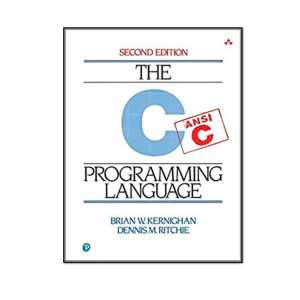 SECOND EDITION
THE
C
ANSI
C
PROGRAMMING
LANGUAGE
BRIAN W. KERNIGHAN
DENNIS M. RITCHIE